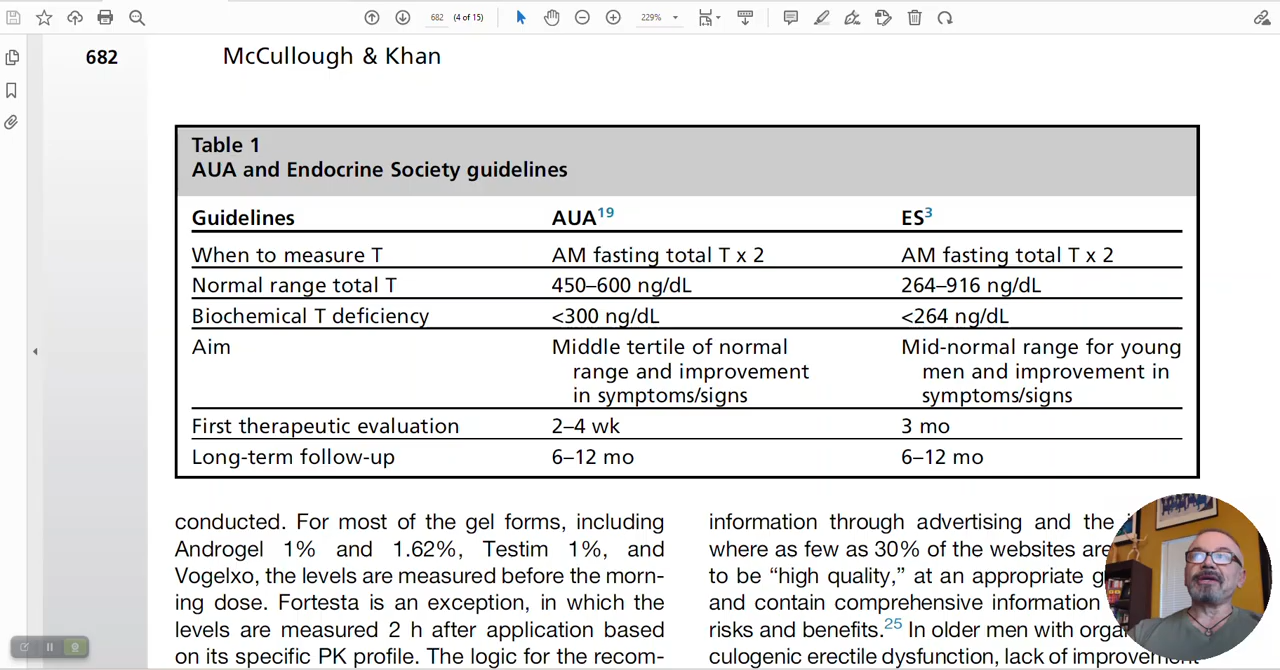 682 (4 of 15) 229%
682 McCullough & Khan
Table 1
AUA and Endocrine Society guidelines
Guidelines AUA19 ES3
When to measure T AM fasting total T x 2 AM fasting total T x 2
Normal range total T 450–600 ng/dL 264–916 ng/dL
Biochemical T deficiency <300 ng/dL <264 ng/dL
Aim Middle tertile of normal Mid-normal range for young
range and improvement men and improvement in
in symptoms/signs symptoms/signs
First therapeutic evaluation 2–4 wk 3 mo
Long-term follow-up 6–12 mo 6–12 mo
conducted. For most of the gel forms, including
Androgel 1% and 1.62%, Testim 1%, and
Vogelxo, the levels are measured before the morn-
ing dose. Fortesta is an exception, in which the
levels are measured 2 h after application based
on its specific PK profile. The logic for the recom-
information through advertising and the
where as few as 30% of the websites are
to be “high quality,” at an appropriate
and contain comprehensive information
risks and benefits.25 In older men with
culogenic erectile dysfunction, lack of improvement